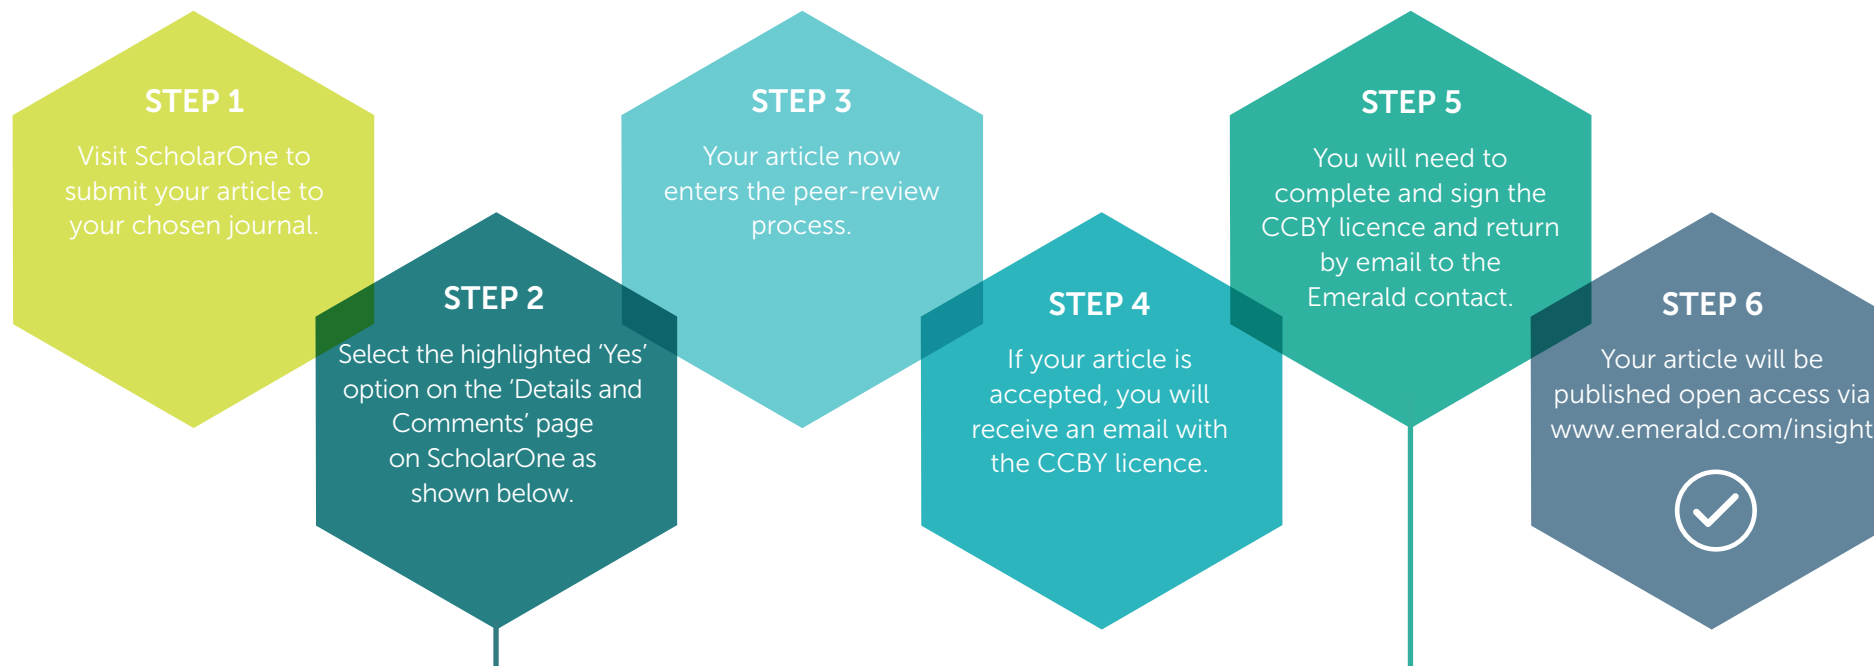 STEP 1
Visit ScholarOne to
submit your article to
your chosen journal.
STEP 2
Select the highlighted ‘Yes’
option on the ‘Details and
Comments’ page
on ScholarOne as
shown below.
STEP 3
Your article now
enters the peer-review
process.
STEP 4
If your article is
accepted, you will
receive an email with
the CCBY licence.
STEP 5
You will need to
complete and sign the
CCBY licence and return
by email to the
Emerald contact.
STEP 6
Your article will be
published open access via
www.emerald.com/insight